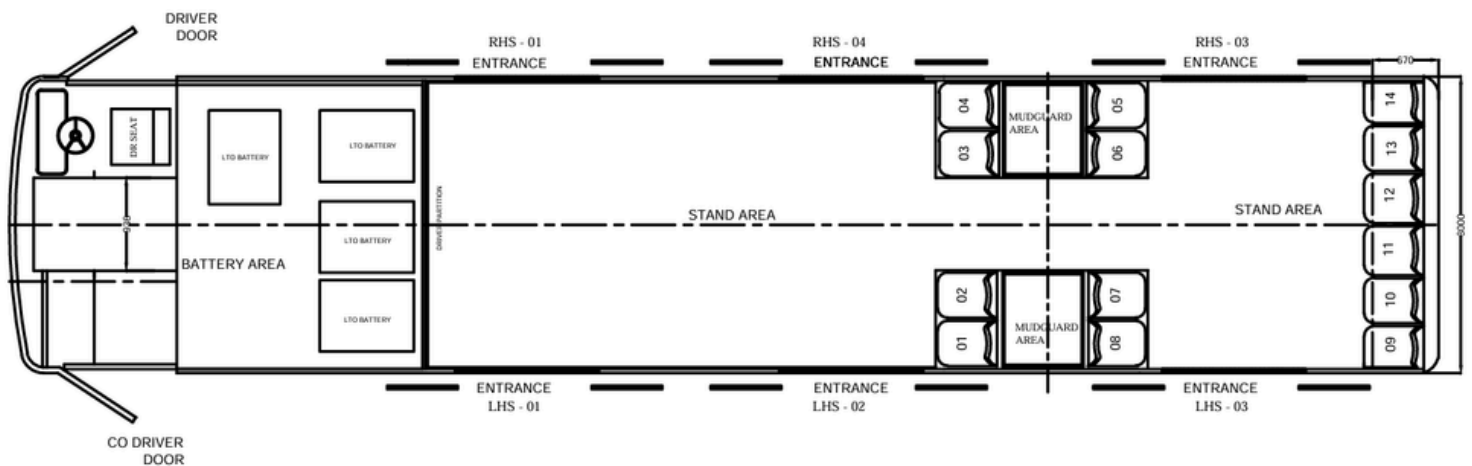 DRIVER
DOOR
RHS - 01
ENTRANCE
RHS - 04
ENTRANCE
RHS - 03
ENTRANCE
670
DR SEAT
LTO BATTERY
LTO BATTERY
LTO BATTERY
LTO BATTERY
BATTERY AREA
DRIVER PARTITION
STAND AREA
STAND AREA
04
03
MUDGUARD
AREA
05
06
02
01
MUDGUARD
AREA
07
08
14
13
12
11
10
09
ENTRANCE
LHS - 01
ENTRANCE
LHS - 02
ENTRANCE
LHS - 03
CO DRIVER
DOOR